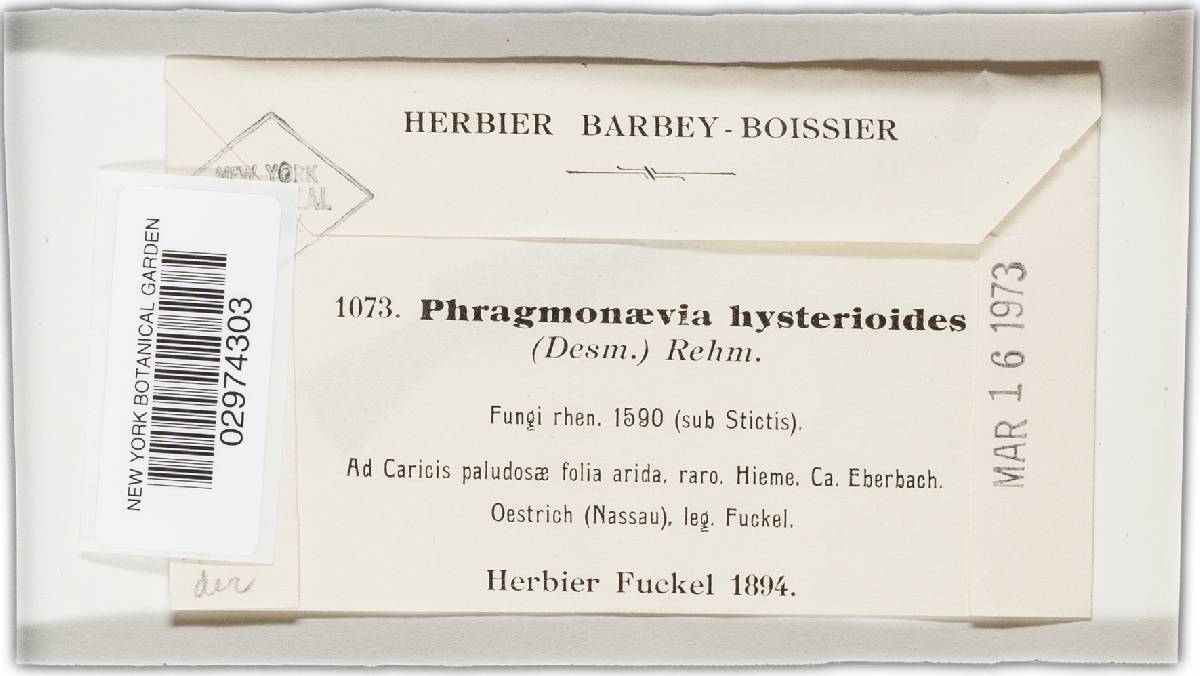 HERBIER BARBEY-BOISSIER
NEW YORK
NEW YORK BOTANICAL GARDEN
02974303
1073. Phragmonævia hysterioides
(Desm.) Rehm.
Fungi rhen. 1590 (sub Stictis).
Ad Caricis paludosæ folia arida, raro. Hieme. Ca. Eberbach.
Oestrich (Nassau), leg. Fuckel.
Herbier Fuckel 1894.
MAR 16 1973
der